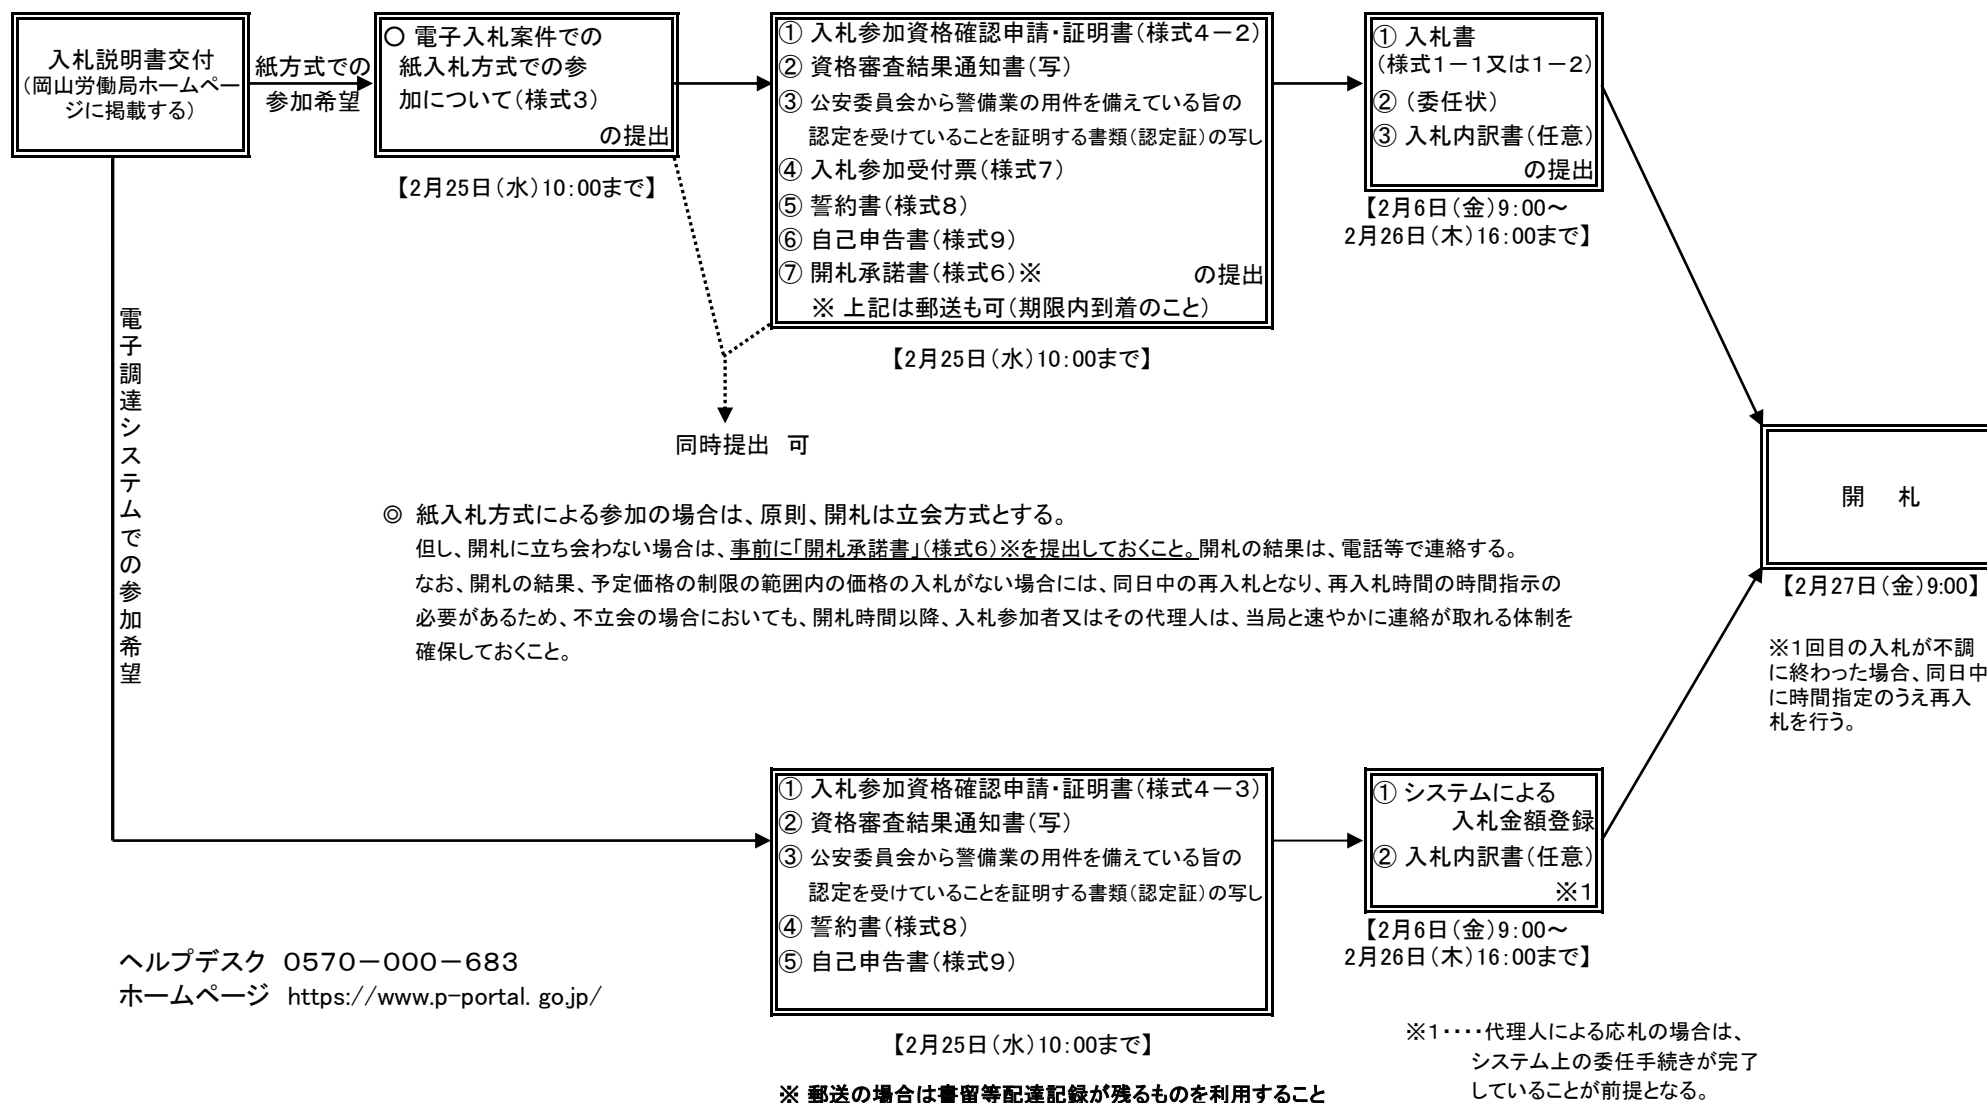 入札説明書交付
(岡山労働局ホームペー
ジに掲載する)
紙方式での
参加希望
〇 電子入札案件での
紙入札方式での参
加について(様式3)
の提出
【2月25日(水)10:00まで】
① 入札参加資格確認申請・証明書(様式4-2)
② 資格審査結果通知書(写)
③ 公安委員会から警備業の用件を備えている旨の
認定を受けていることを証明する書類(認定証)の写し
④ 入札参加受付票(様式7)
⑤ 誓約書(様式8)
⑥ 自己申告書(様式9)
⑦ 開札承諾書(様式6)※ の提出
※ 上記は郵送も可(期限内到着のこと)
【2月25日(水)10:00まで】
① 入札書
(様式1-1又は1-2)
② (委任状)
③ 入札内訳書(任意)
の提出
【2月6日(金)9:00~
2月26日(木)16:00まで】
同時提出 可
電子調達システムでの参加希望
◎ 紙入札方式による参加の場合は、原則、開札は立会方式とする。
但し、開札に立ち会わない場合は、事前に「開札承諾書」(様式6)※を提出しておくこと。開札の結果は、電話等で連絡する。
なお、開札の結果、予定価格の制限の範囲内の価格の入札がない場合には、同日中の再入札となり、再入札時間の時間指示の
必要があるため、不立会の場合においても、開札時間以降、入札参加者又はその代理人は、当局と速やかに連絡が取れる体制を
確保しておくこと。
開 札
【2月27日(金)9:00】
※1回目の入札が不調
に終わった場合、同日中
に時間指定のうえ再入
札を行う。
① 入札参加資格確認申請・証明書(様式4-3)
② 資格審査結果通知書(写)
③ 公安委員会から警備業の用件を備えている旨の
認定を受けていることを証明する書類(認定証)の写し
④ 誓約書(様式8)
⑤ 自己申告書(様式9)
【2月25日(水)10:00まで】
① システムによる
入札金額登録
② 入札内訳書(任意)
※1
【2月6日(金)9:00~
2月26日(木)16:00まで】
ヘルプデスク 0570-000-683
ホームページ https://www.p-portal. go.jp/
※1・・・・代理人による応札の場合は、
システム上の委任手続きが完了
していることが前提となる。
※ 郵送の場合は書留等配達記録が残るものを利用すること